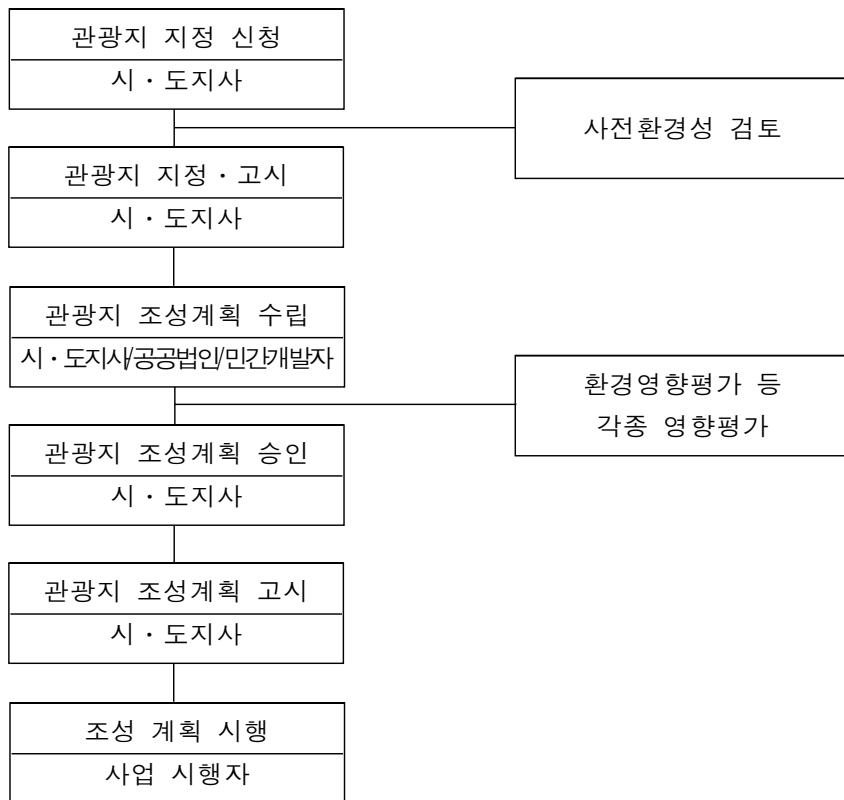 관광지 지정 신청
시·도지사
사전환경성 검토
관광지 지정·고시
시·도지사
관광지 조성계획 수립
시·도지사/공공법인/민간개발자
환경영향평가 등
각종 영향평가
관광지 조성계획 승인
시·도지사
관광지 조성계획 고시
시·도지사
조성 계획 시행
사업 시행자